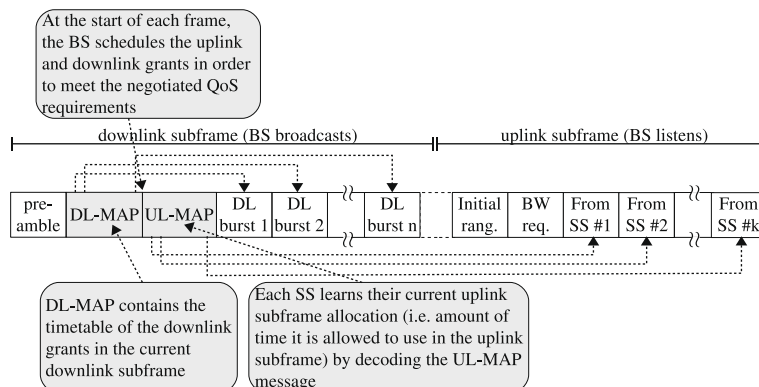 At the start of each frame,
the BS schedules the uplink
and downlink grants in order
to meet the negotiated QoS
requirements
downlink subframe (BS broadcasts)
uplink subframe (BS listens)
pre-
amble
DL-MAP
UL-MAP
DL
burst 1
DL
burst 2
DL
burst n
Initial
rang.
BW
req.
From
SS #1
From
SS #2
From
SS #k
DL-MAP contains the
timetable of the downlink
grants in the current
downlink subframe
Each SS learns their current uplink
subframe allocation (i.e. amount of
time it is allowed to use in the uplink
subframe) by decoding the UL-MAP
message